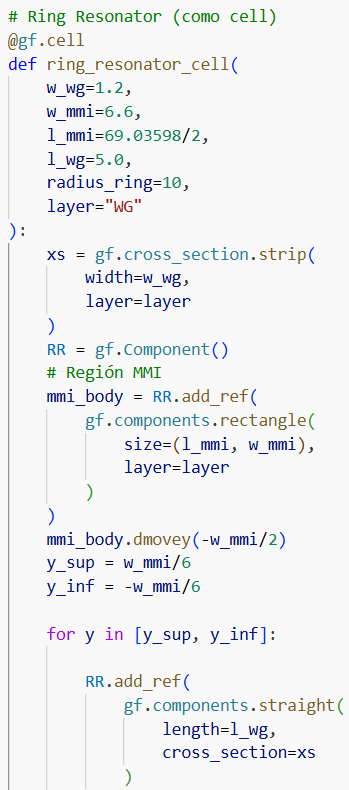 # Ring Resonator (como cell)
@gf.cell
def ring_resonator_cell(
    w_wg=1.2,
    w_mmi=6.6,
    l_mmi=69.03598/2,
    l_wg=5.0,
    radius_ring=10,
    layer="WG"
):
    xs = gf.cross_section.strip(
        width=w_wg,
        layer=layer
    )
    RR = gf.Component()
    # Región MMI
    mmi_body = RR.add_ref(
        gf.components.rectangle(
            size=(l_mmi, w_mmi),
            layer=layer
        )
    )
    mmi_body.dmovey(-w_mmi/2)
    y_sup = w_mmi/6
    y_inf = -w_mmi/6
    for y in [y_sup, y_inf]:
        RR.add_ref(
            gf.components.straight(
                length=l_wg,
                cross_section=xs
            )